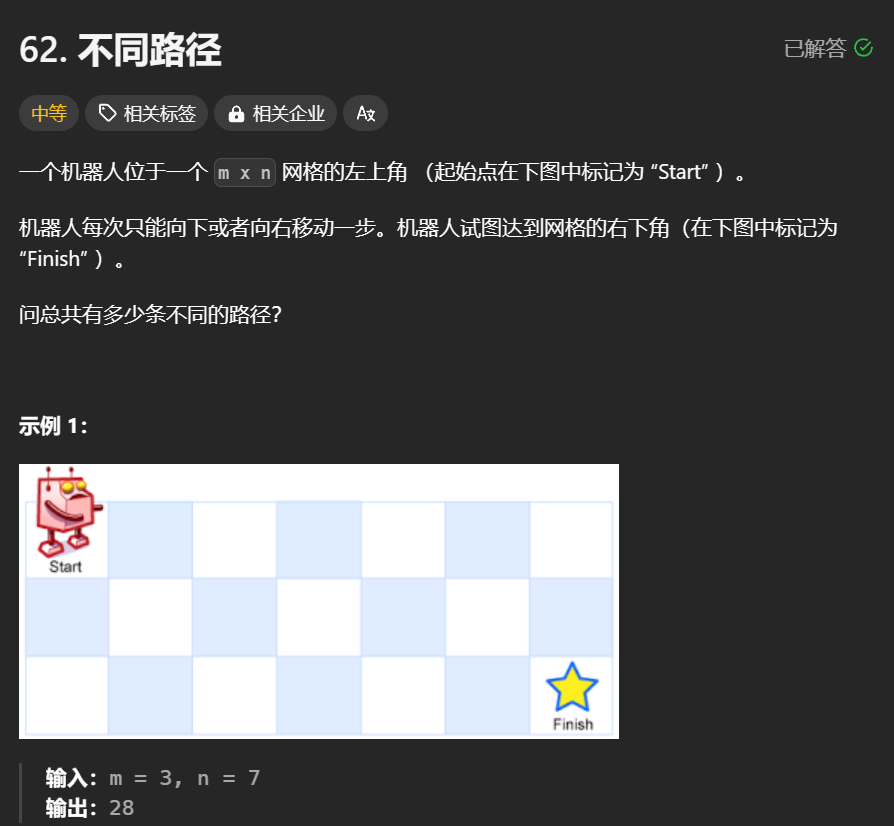 62. 不同路径
已解答
中等
相关标签
相关企业
一个机器人位于一个 m x n 网格的左上角 （起始点在下图中标记为 “Start” ）。
机器人每次只能向下或者向右移动一步。机器人试图达到网格的右下角（在下图中标记为
“Finish” ）。
问总共有多少条不同的路径？
示例 1：
Start
Finish
输入：m = 3, n = 7
输出：28